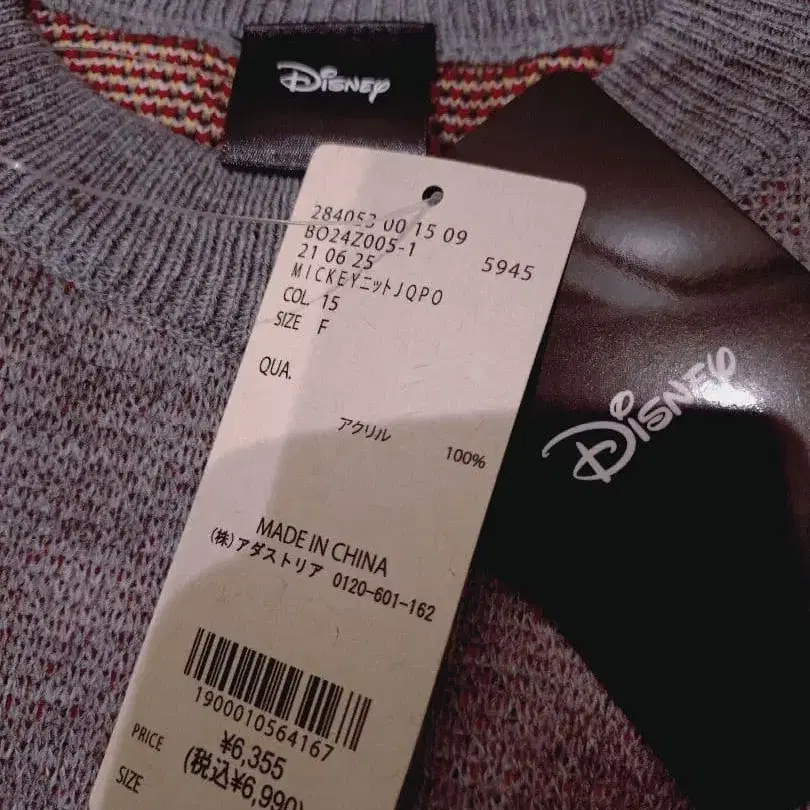 Disney
284053 00 15 09
BO24Z005-1
21 06 25 5945
MICKEYニットJQPO
COL. 15
SIZE F
QUA.
アクリル 100%
MADE IN CHINA
(株)アダストリア 0120-601-162
1900010564167
PRICE ¥6,355
(税込¥6,990)
SIZE
Disney